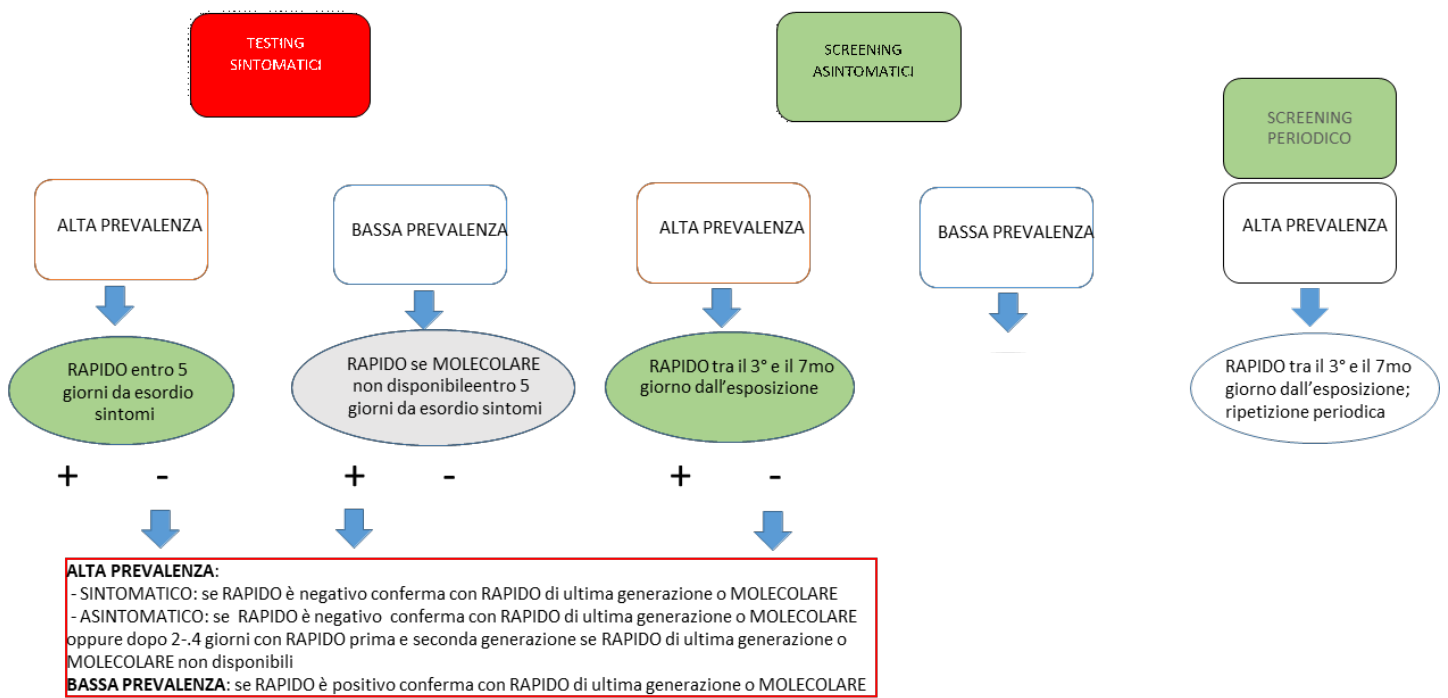 TESTING
SINTOMATICI
SCREENING
ASINTOMATICI
SCREENING
PERIODICO
ALTA PREVALENZA
BASSA PREVALENZA
ALTA PREVALENZA
BASSA PREVALENZA
ALTA PREVALENZA
RAPIDO entro 5
giorni da esordio
sintomi
RAPIDO se MOLECOLARE
non disponibileentro 5
giorni da esordio sintomi
RAPIDO tra il 3° e il 7mo
giorno dall'esposizione
RAPIDO tra il 3° e il 7mo
giorno dall'esposizione;
ripetizione periodica
+ - + - + -
ALTA PREVALENZA:
- SINTOMATICO: se RAPIDO è negativo conferma con RAPIDO di ultima generazione o MOLECOLARE
- ASINTOMATICO: se RAPIDO è negativo conferma con RAPIDO di ultima generazione o MOLECOLARE
oppure dopo 2-.4 giorni con RAPIDO prima e seconda generazione se RAPIDO di ultima generazione o
MOLECOLARE non disponibili
BASSA PREVALENZA: se RAPIDO è positivo conferma con RAPIDO di ultima generazione o MOLECOLARE